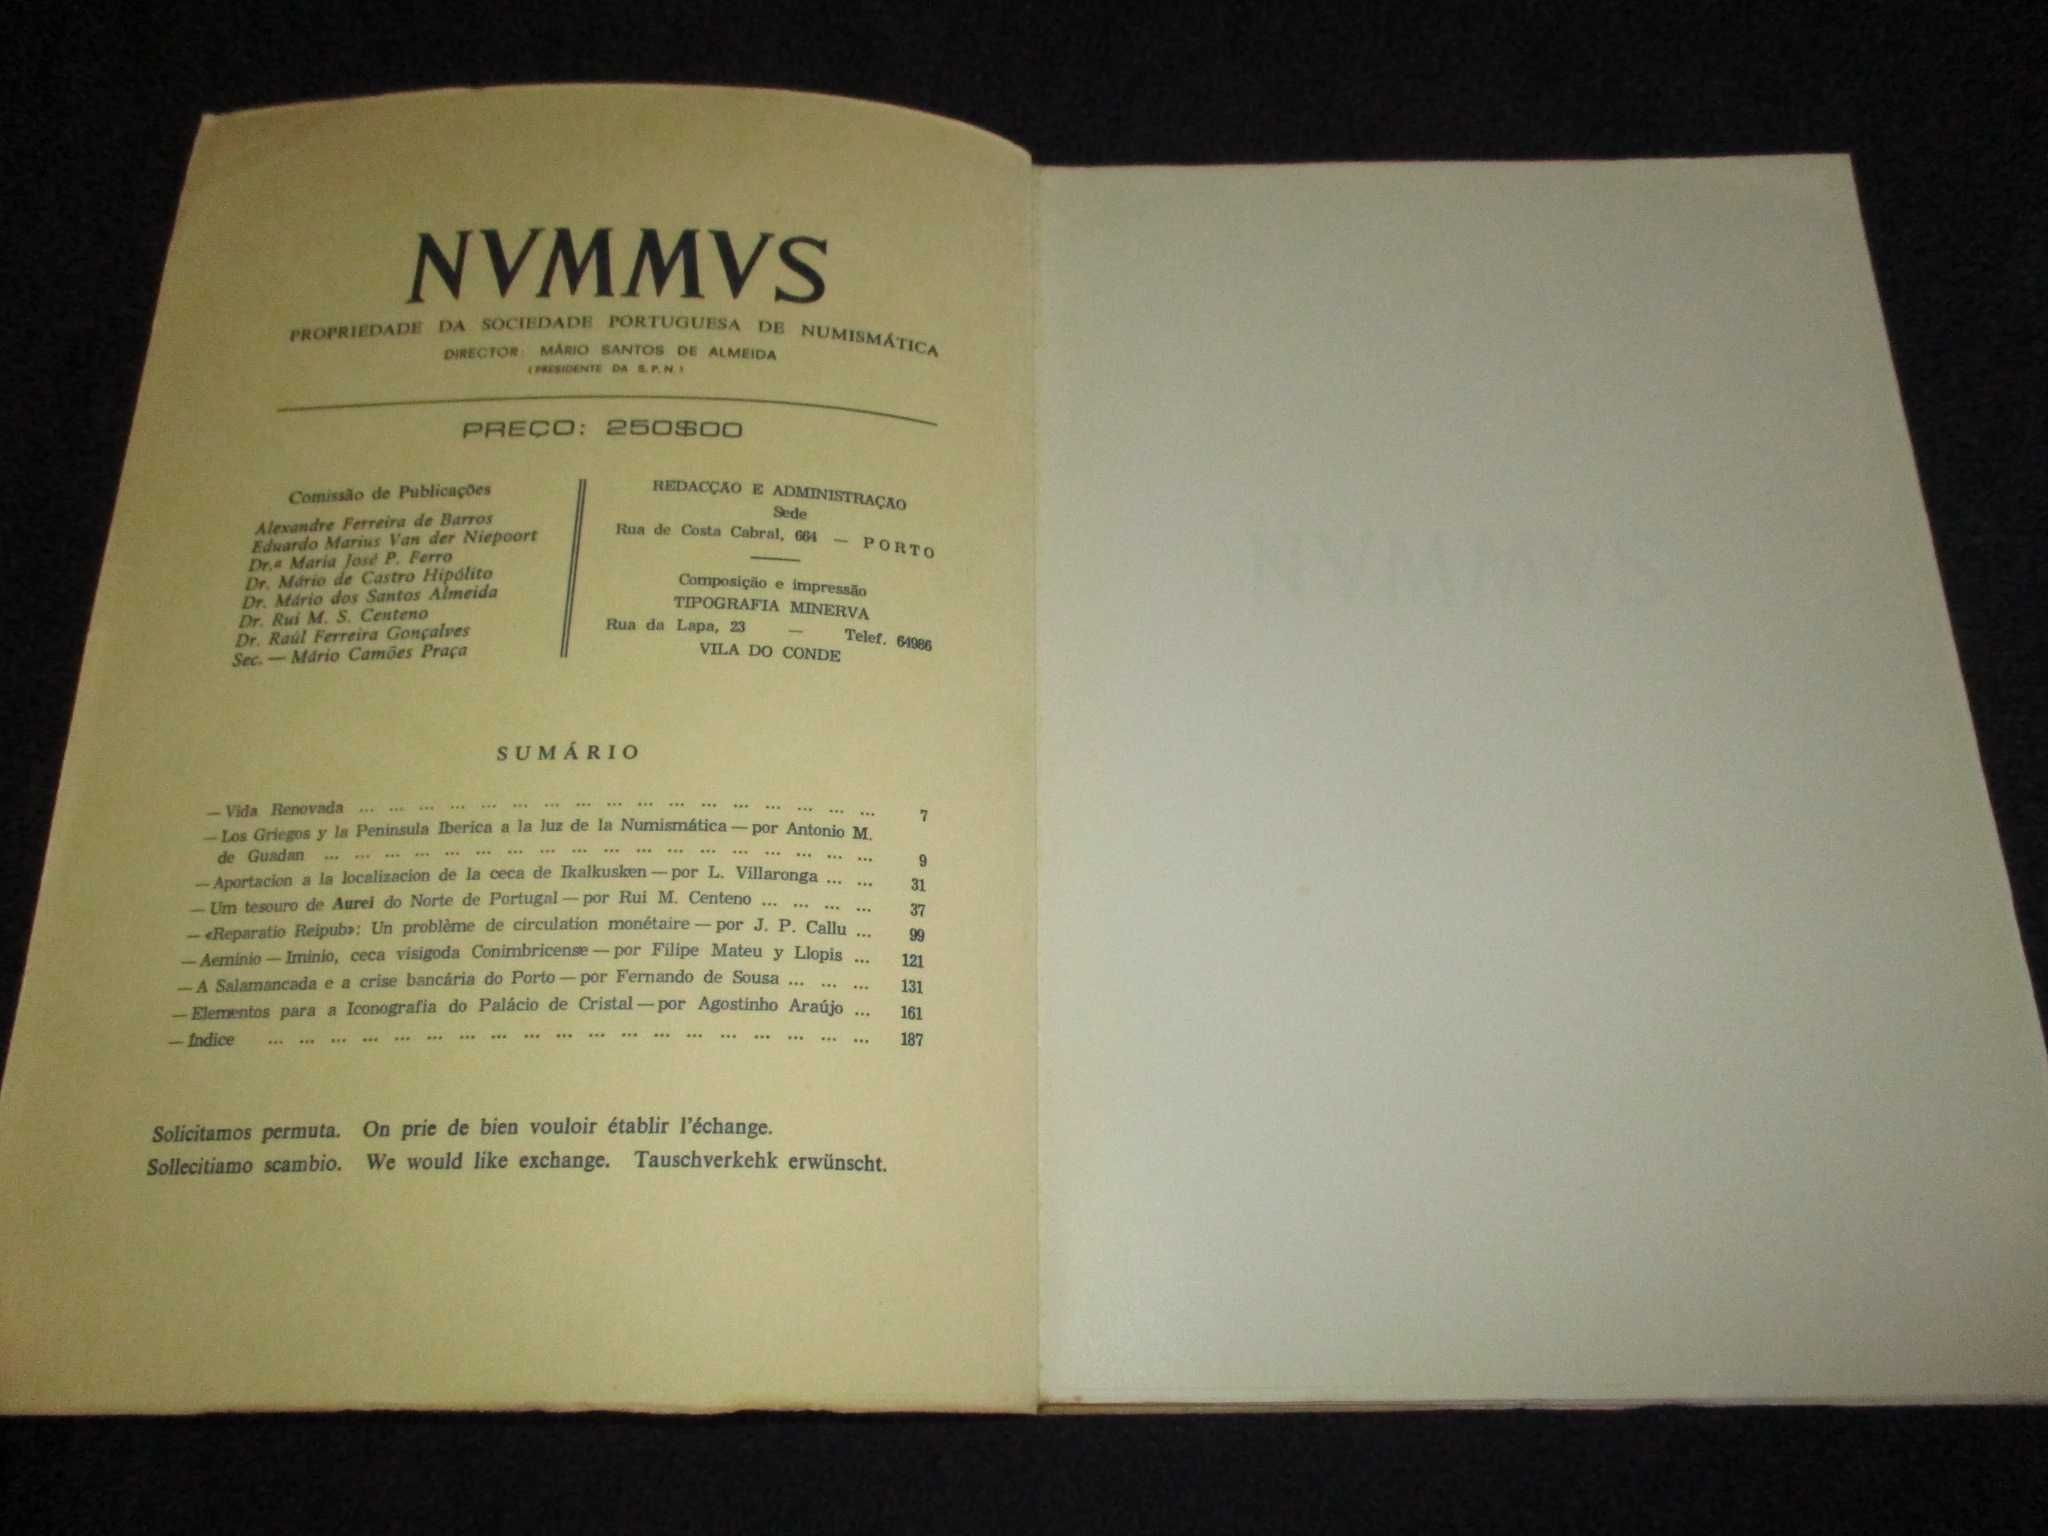 NVMMVS
PROPRIEDADE DA SOCIEDADE PORTUGUESA DE NUMISMÁTICA
DIRECTOR: MÁRIO SANTOS DE ALMEIDA
(PRESIDENTE DA S.P.N.)
PREÇO: 250$00
Comissão de Publicações
Alexandre Ferreira de Barros
Eduardo Marius Van der Niepoort
Dr.ª Maria José P. Ferro
Dr. Mário de Castro Hipólito
Dr. Mário dos Santos Almeida
Dr. Rui M. S. Centeno
Dr. Raúl Ferreira Gonçalves
Sec. — Mário Camões Praça
REDACÇÃO E ADMINISTRAÇÃO
Sede
Rua de Costa Cabral, 664 — PORTO
Composição e impressão
TIPOGRAFIA MINERVA
Rua da Lapa, 23 — Telef. 64986
VILA DO CONDE
SUMÁRIO
— Vida Renovada ... ... ... ... ... ... ... ... ... ... ... ... ... ... ... ... ... 7
— Los Griegos y la Peninsula Iberica a la luz de la Numismática — por Antonio M.
de Guadan ... ... ... ... ... ... ... ... ... ... ... ... ... ... ... ... ... ... 9
— Aportacion a la localizacion de la ceca de Ikalkusken — por L. Villaronga ... ... 31
— Um tesouro de Aurei do Norte de Portugal — por Rui M. Centeno ... ... ... ... 37
— «Reparatio Reipub»: Un problème de circulation monétaire — por J. P. Callu ... 99
— Aeminio — Iminio, ceca visigoda Conimbricense — por Filipe Mateu y Llopis ... 121
— A Salamancada e a crise bancária do Porto — por Fernando de Sousa ... ... ... 131
— Elementos para a Iconografia do Palácio de Cristal — por Agostinho Araújo ... 161
— Índice ... ... ... ... ... ... ... ... ... ... ... ... ... ... ... ... ... ... ... 187
Solicitamos permuta. On prie de bien vouloir établir l'échange.
Sollecitiamo scambio. We would like exchange. Tauschverkehk erwünscht.